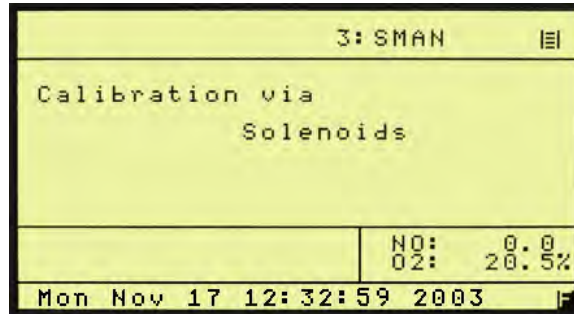 3: SMAN
Calibration via
Solenoids
NO: 0.0
O2: 20.5%
Mon Nov 17 12:32:59 2003
F